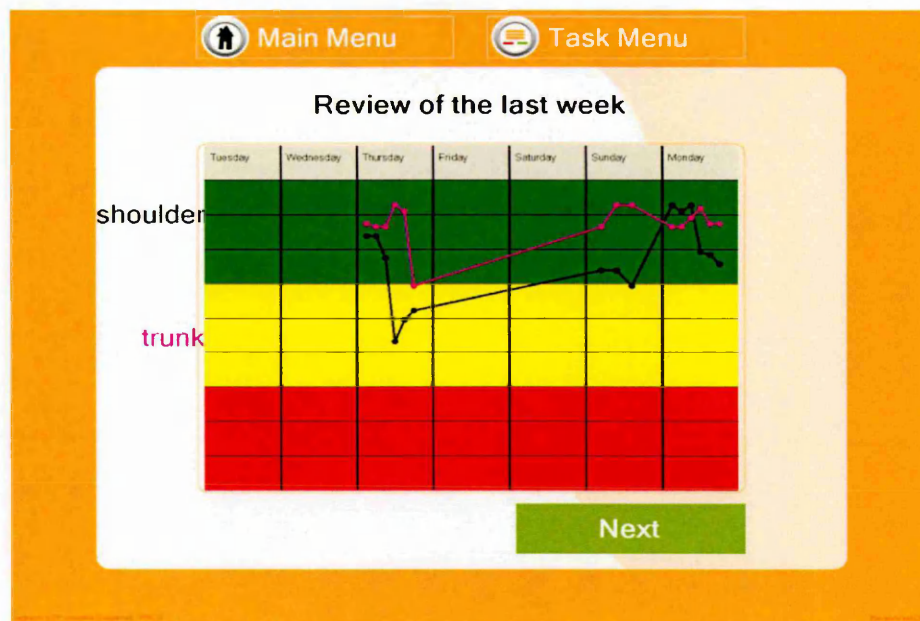 Main Menu
Task Menu
Review of the last week
Tuesday Wednesday Thursday Friday Saturday Sunday Monday
shoulder
trunk
Next